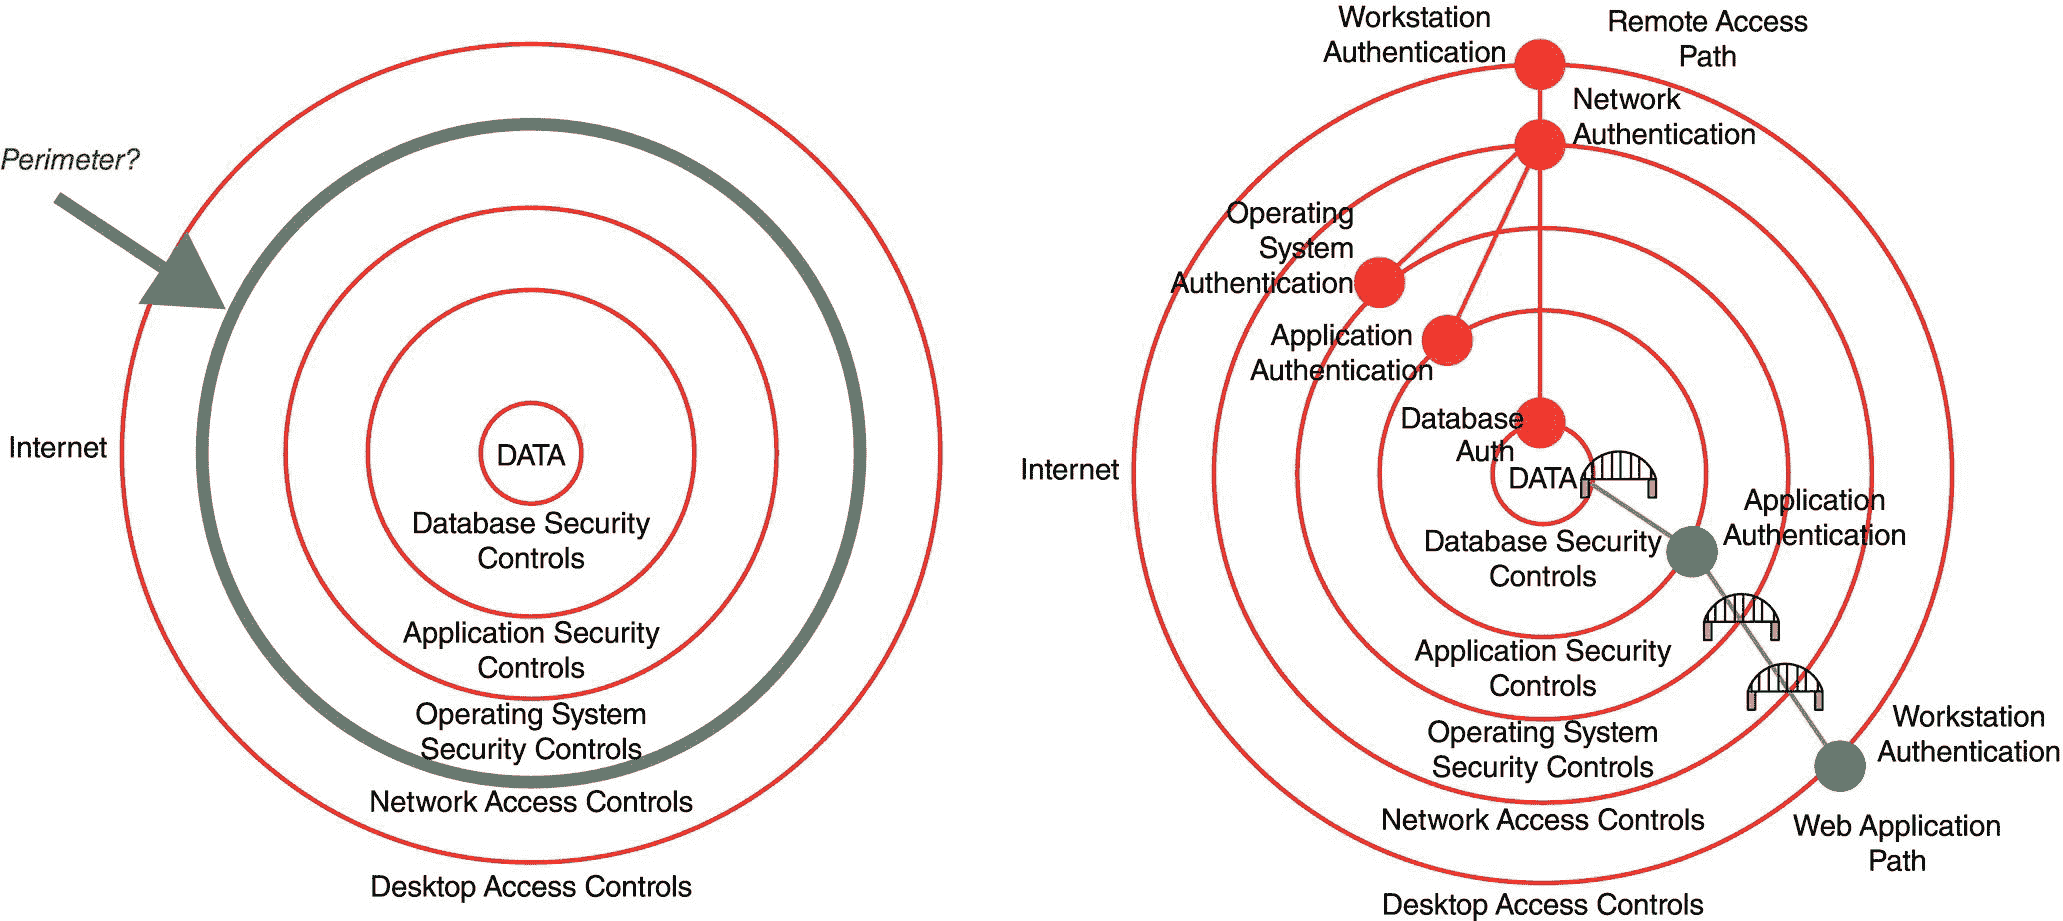 Perimeter?
Internet
DATA
Database Security
Controls
Application Security
Controls
Operating System
Security Controls
Network Access Controls
Desktop Access Controls
Workstation
Authentication
Remote Access
Path
Network
Authentication
Operating
System
Authentication
Application
Authentication
Database
Auth
Internet
DATA
Application
Authentication
Database Security
Controls
Application Security
Controls
Operating System
Security Controls
Workstation
Authentication
Network Access Controls
Web Application
Path
Desktop Access Controls